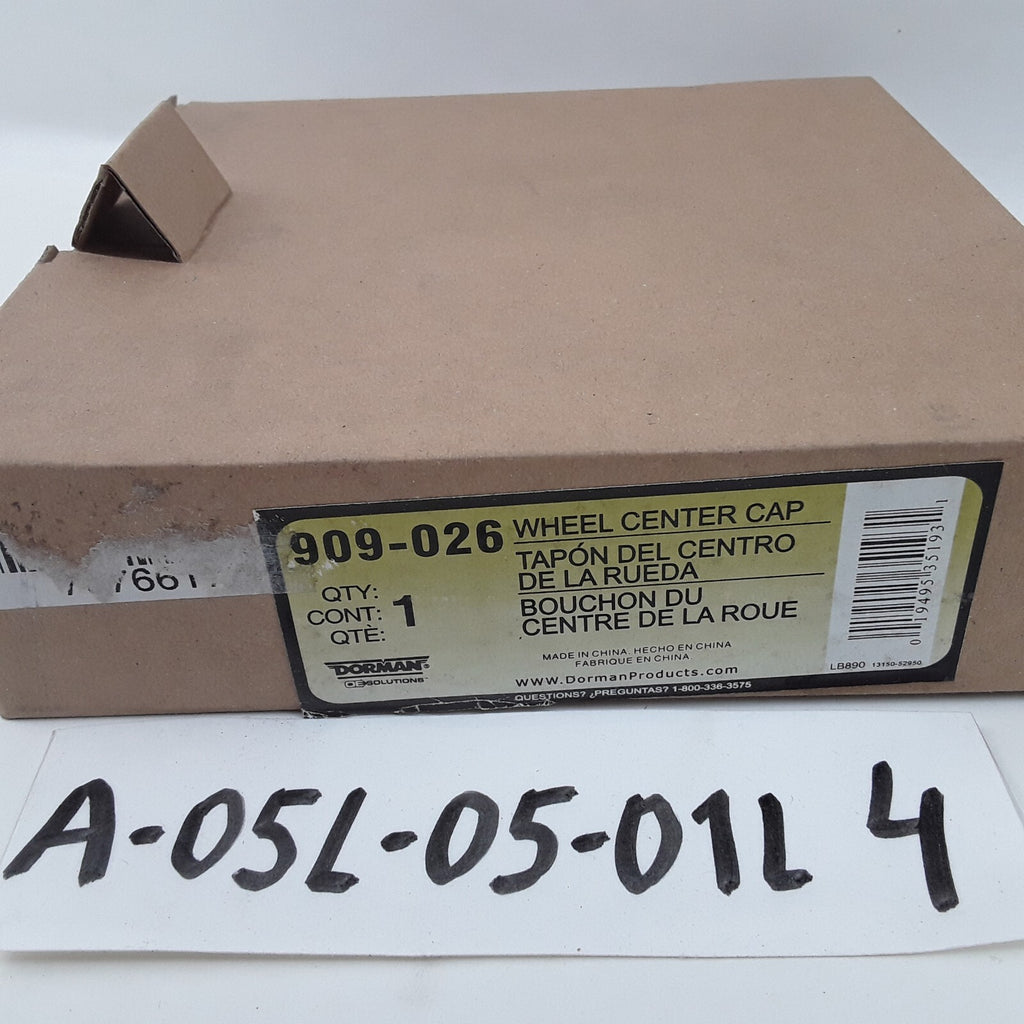 909-026
WHEEL CENTER CAP
TAPÓN DEL CENTRO
DE LA RUEDA
BOUCHON DU
CENTRE DE LA ROUE
QTY:
CONT: 1
QTÈ:
DORMAN®
OE SOLUTIONS™
MADE IN CHINA. HECHO EN CHINA
FABRIQUE EN CHINA
www.DormanProducts.com
QUESTIONS? ¿PREGUNTAS? 1-800-336-3575
0 19495 35193 1
LB890 13150-52950
A-05L-05-01L 4